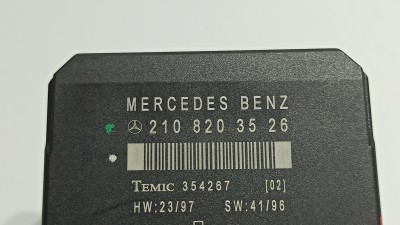 MERCEDES BENZ
210 820 35 26
TEMIC 354267 [02]
HW:23/97 SW:41/96